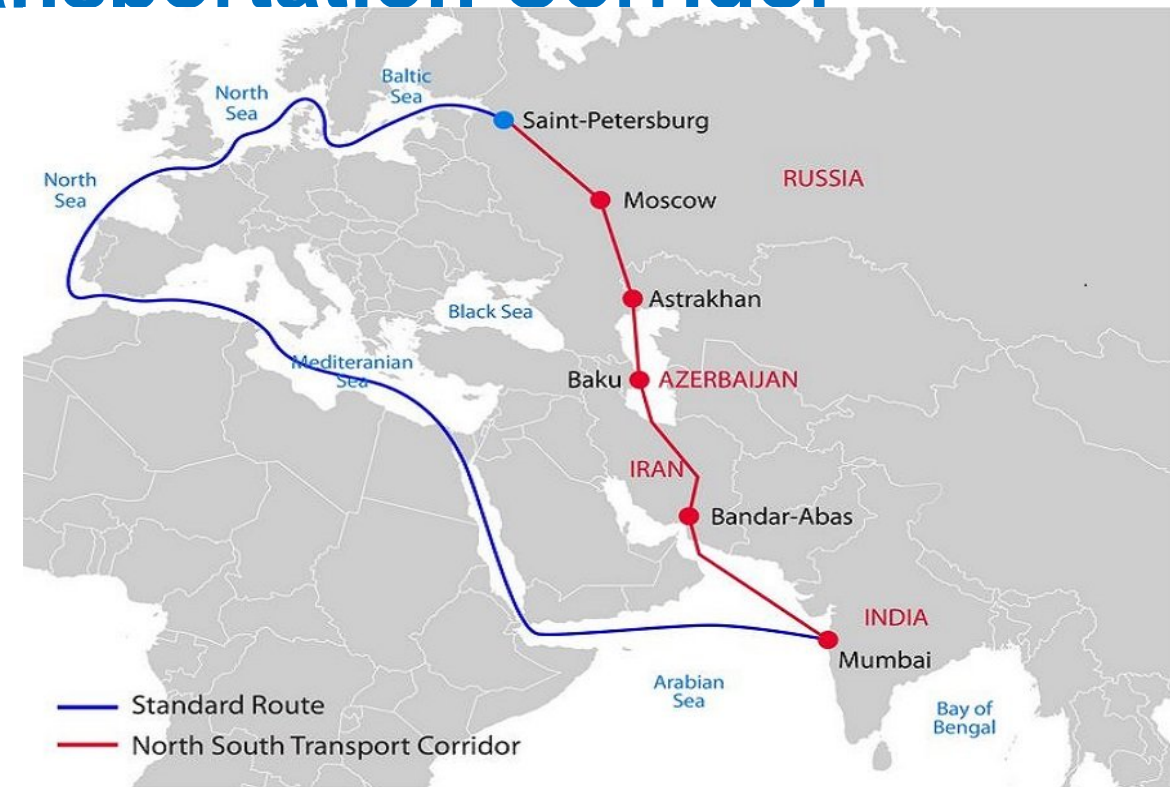 North
Sea
Baltic
Sea
Saint-Petersburg
RUSSIA
North
Sea
Moscow
Astrakhan
Black Sea
Mediteranian
Sea
Baku
AZERBAIJAN
IRAN
Bandar-Abas
INDIA
Mumbai
Arabian
Sea
Bay of
Bengal
Standard Route
North South Transport Corridor